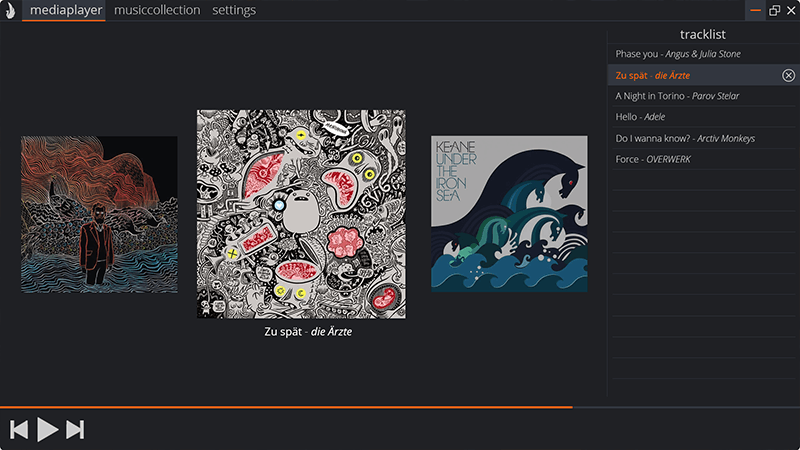 mediaplayer musiccollection settings
tracklist
Phase you - Angus & Julia Stone
Zu spät - die Ärzte
A Night in Torino - Parov Stelar
Hello - Adele
Do I wanna know? - Arctiv Monkeys
Force - OVERWERK
KEANE
UNDER
THE
IRON
SEA
Zu spät - die Ärzte